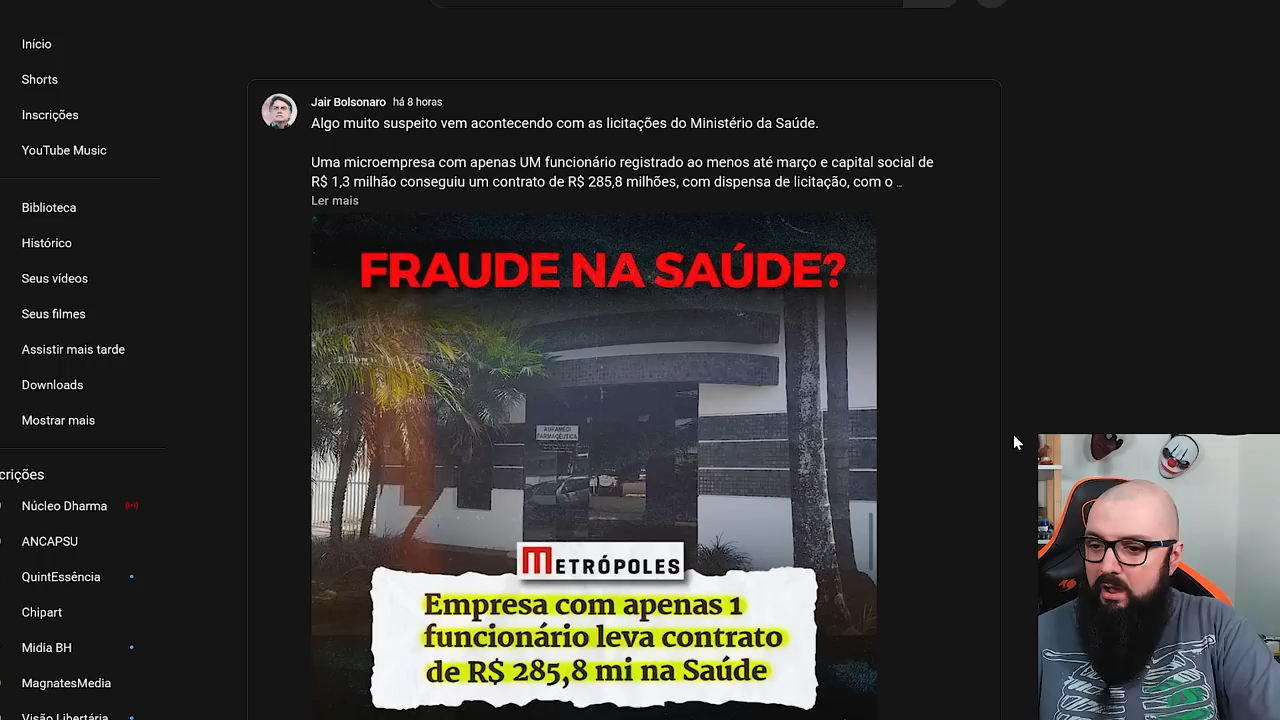 Início
Shorts
Inscrições
YouTube Music
Biblioteca
Histórico
Seus vídeos
Seus filmes
Assistir mais tarde
Downloads
Mostrar mais
crições
Núcleo Dharma
ANCAPSU
QuintEssência
Chipart
Midia BH
MagnatesMedia
Visão Libertária
Jair Bolsonaro há 8 horas
Algo muito suspeito vem acontecendo com as licitações do Ministério da Saúde.
Uma microempresa com apenas UM funcionário registrado ao menos até março e capital social de
R$ 1,3 milhão conseguiu um contrato de R$ 285,8 milhões, com dispensa de licitação, com o ...
Ler mais
FRAUDE NA SAÚDE?
AURAMEDI
FARMACÊUTICA
METRÓPOLES
Empresa com apenas 1
funcionário leva contrato
de R$ 285,8 mi na Saúde